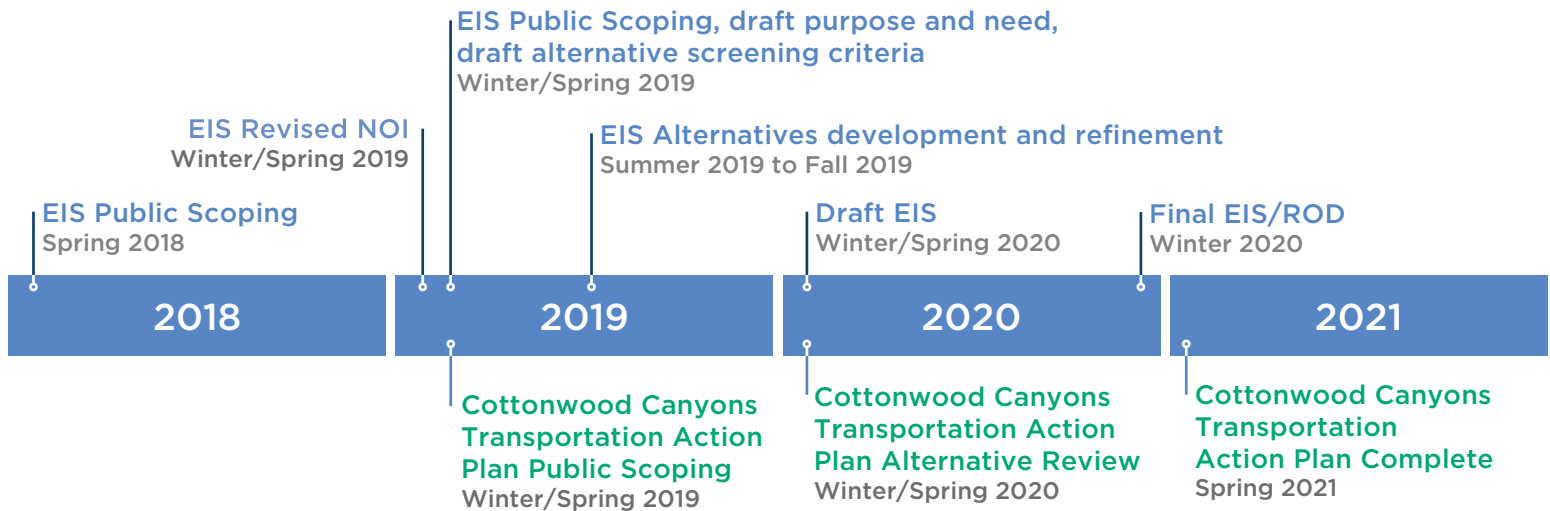 EIS Public Scoping, draft purpose and need,
draft alternative screening criteria
Winter/Spring 2019
EIS Revised NOI
Winter/Spring 2019
EIS Alternatives development and refinement
Summer 2019 to Fall 2019
EIS Public Scoping
Spring 2018
Draft EIS
Winter/Spring 2020
Final EIS/ROD
Winter 2020
2018
2019
2020
2021
Cottonwood Canyons
Transportation Action
Plan Public Scoping
Winter/Spring 2019
Cottonwood Canyons
Transportation Action
Plan Alternative Review
Winter/Spring 2020
Cottonwood Canyons
Transportation
Action Plan Complete
Spring 2021